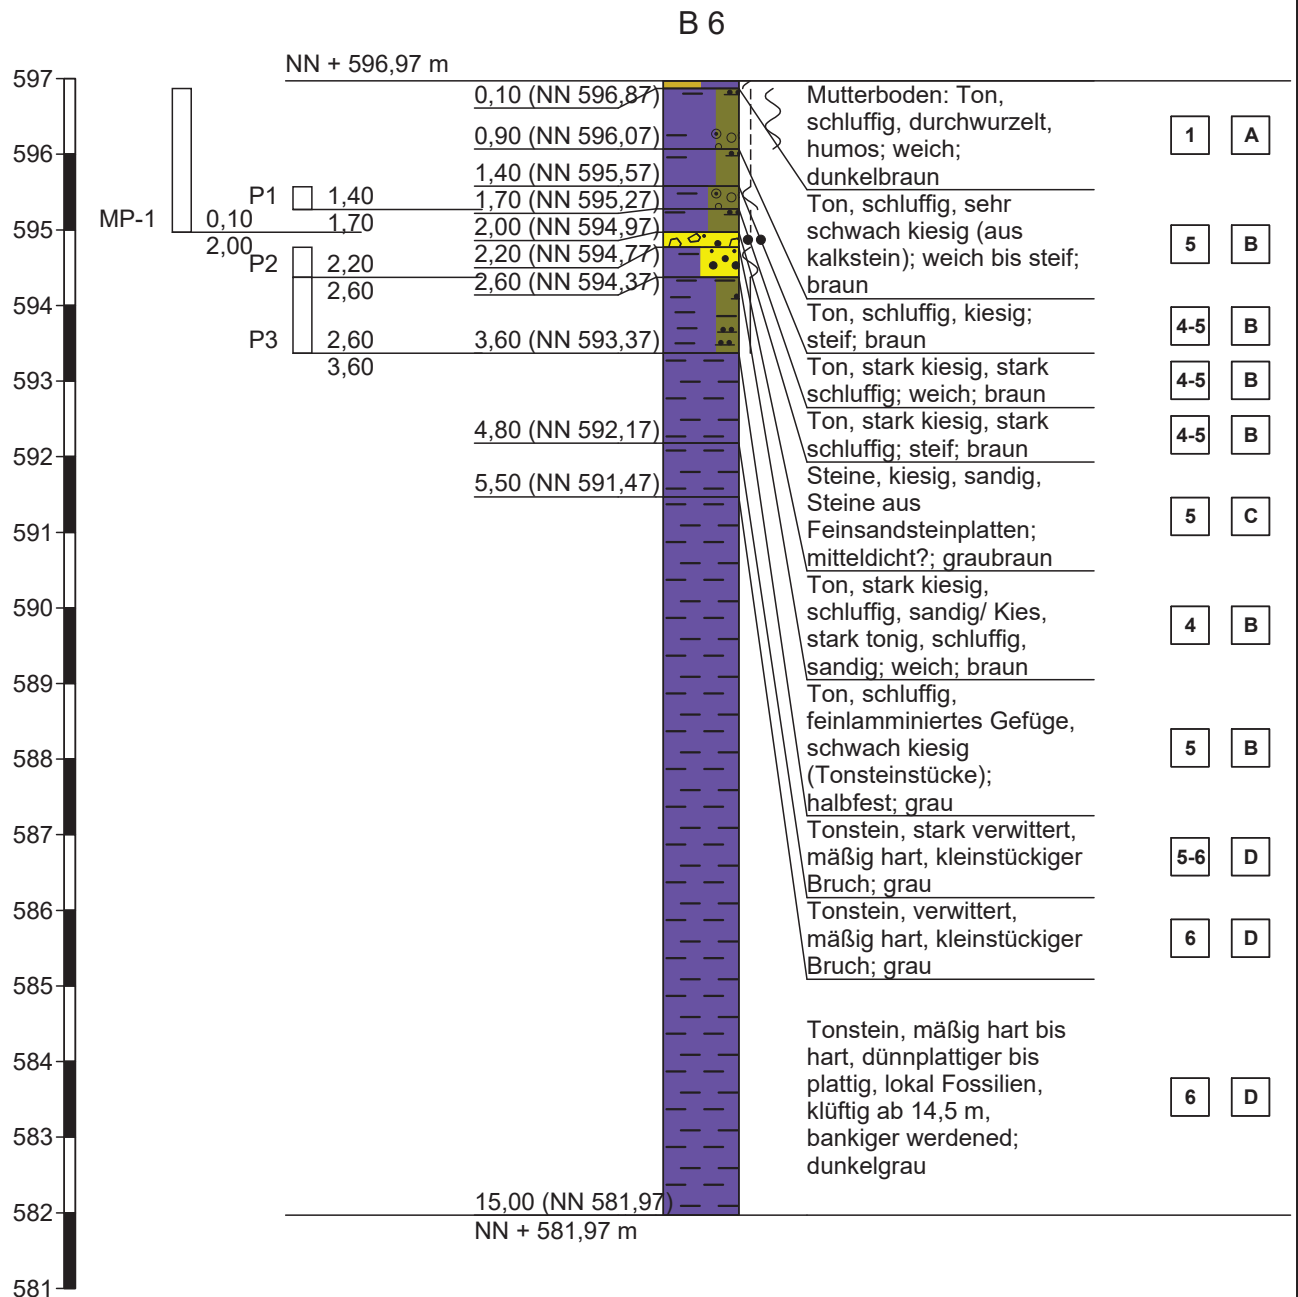 B 6
NN + 596,97 m
597
596
595
594
593
592
591
590
589
588
587
586
585
584
583
582
581
MP-1
0,10
2,00
P1
1,40
1,70
P2
2,20
2,60
P3
2,60
3,60
0,10 (NN 596,87)
0,90 (NN 596,07)
1,40 (NN 595,57)
1,70 (NN 595,27)
2,00 (NN 594,97)
2,20 (NN 594,77)
2,60 (NN 594,37)
3,60 (NN 593,37)
4,80 (NN 592,17)
5,50 (NN 591,47)
15,00 (NN 581,97)
NN + 581,97 m
Mutterboden: Ton,
schluffig, durchwurzelt,
humos; weich;
dunkelbraun
1 A
Ton, schluffig, sehr
schwach kiesig (aus
kalkstein); weich bis steif;
braun
5 B
Ton, schluffig, kiesig;
steif; braun
4-5 B
Ton, stark kiesig, stark
schluffig; weich; braun
4-5 B
Ton, stark kiesig, stark
schluffig; steif; braun
4-5 B
Steine, kiesig, sandig,
Steine aus
Feinsandsteinplatten;
mitteldicht?; graubraun
5 C
Ton, stark kiesig,
schluffig, sandig/ Kies,
stark tonig, schluffig,
sandig; weich; braun
4 B
Ton, schluffig,
feinlamminiertes Gefüge,
schwach kiesig
(Tonsteinstücke);
halbfest; grau
5 B
Tonstein, stark verwittert,
mäßig hart, kleinstückiger
Bruch; grau
5-6 D
Tonstein, verwittert,
mäßig hart, kleinstückiger
Bruch; grau
6 D
Tonstein, mäßig hart bis
hart, dünnplattiger bis
plattig, lokal Fossilien,
klüftig ab 14,5 m,
bankiger werdened;
dunkelgrau
6 D